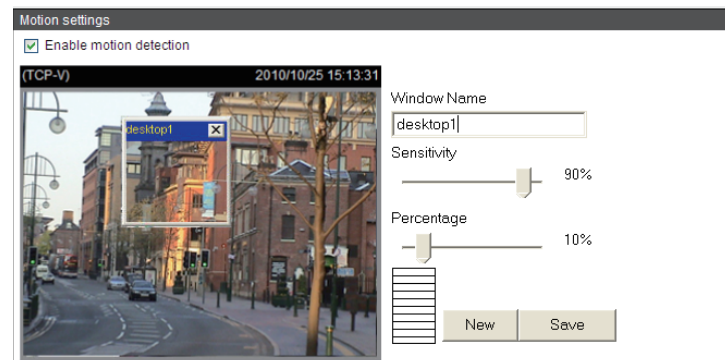 Motion settings
Enable motion detection
(TCP-V) 2010/10/25 15:13:31
desktop1
Window Name
desktop1
Sensitivity
90%
Percentage
10%
New Save